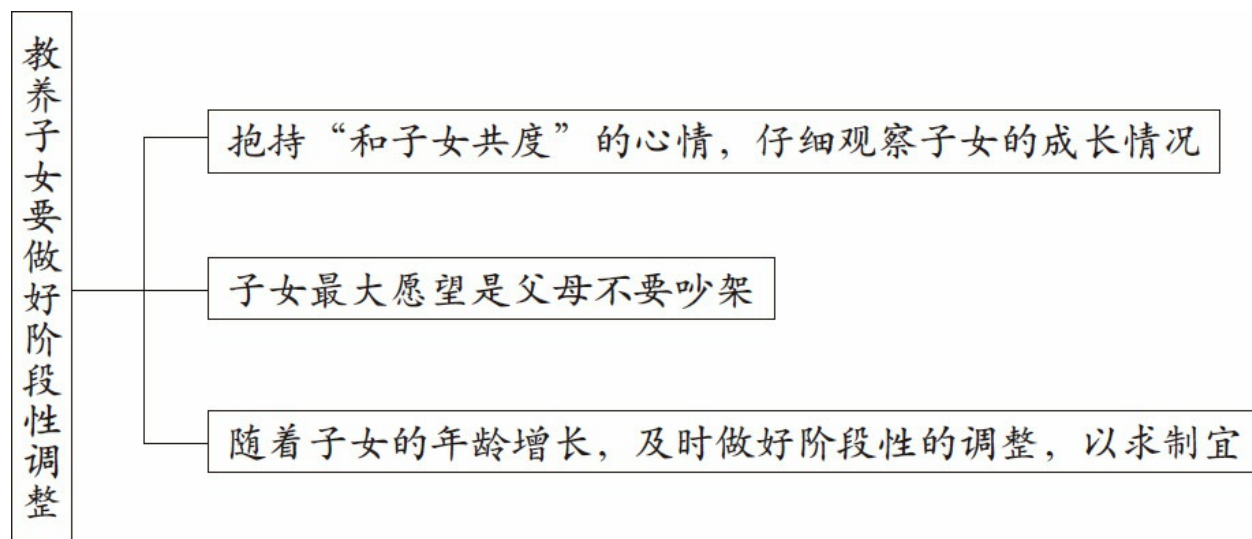 教养子女要做好阶段性调整
抱持“和子女共度”的心情，仔细观察子女的成长情况
子女最大愿望是父母不要吵架
随着子女的年龄增长，及时做好阶段性的调整，以求制宜